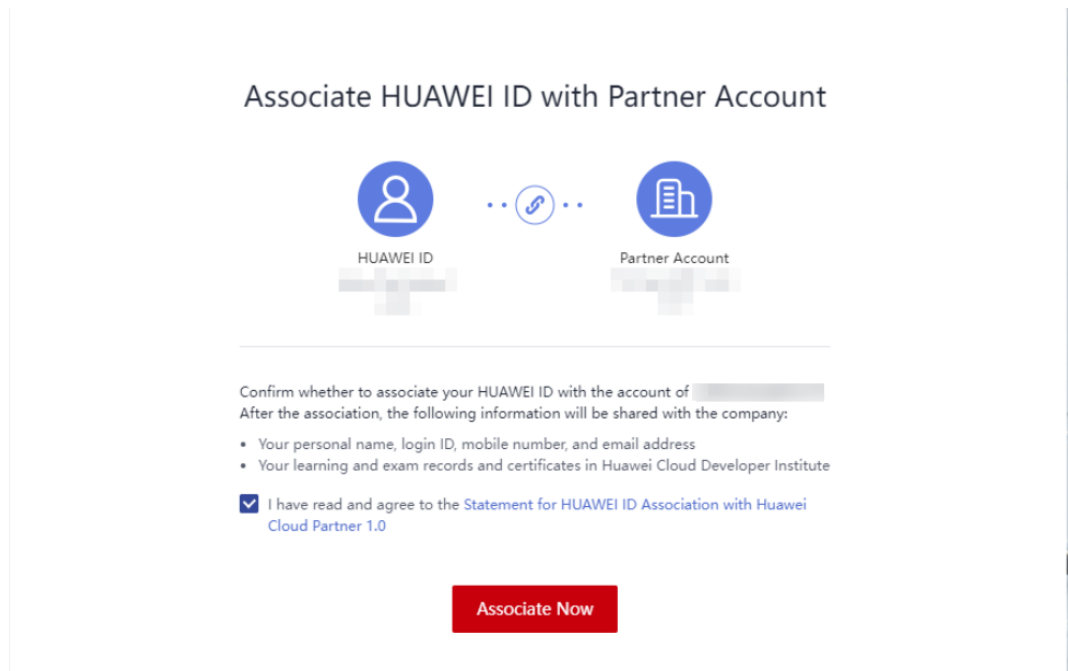 Associate HUAWEI ID with Partner Account
HUAWEI ID
Partner Account
Confirm whether to associate your HUAWEI ID with the account of
After the association, the following information will be shared with the company:
• Your personal name, login ID, mobile number, and email address
• Your learning and exam records and certificates in Huawei Cloud Developer Institute
I have read and agree to the Statement for HUAWEI ID Association with Huawei
Cloud Partner 1.0
Associate Now